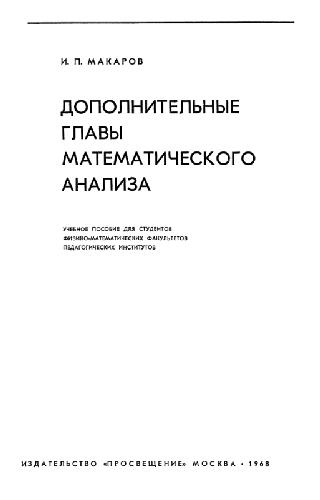 И. П. МАКАРОВ
ДОПОЛНИТЕЛЬНЫЕ
ГЛАВЫ
МАТЕМАТИЧЕСКОГО
АНАЛИЗА
УЧЕБНОЕ ПОСОБИЕ ДЛЯ СТУДЕНТОВ
ФИЗИКО-МАТЕМАТИЧЕСКИХ ФАКУЛЬТЕТОВ
ПЕДАГОГИЧЕСКИХ ИНСТИТУТОВ
ИЗДАТЕЛЬСТВО «ПРОСВЕЩЕНИЕ» МОСКВА • 1968